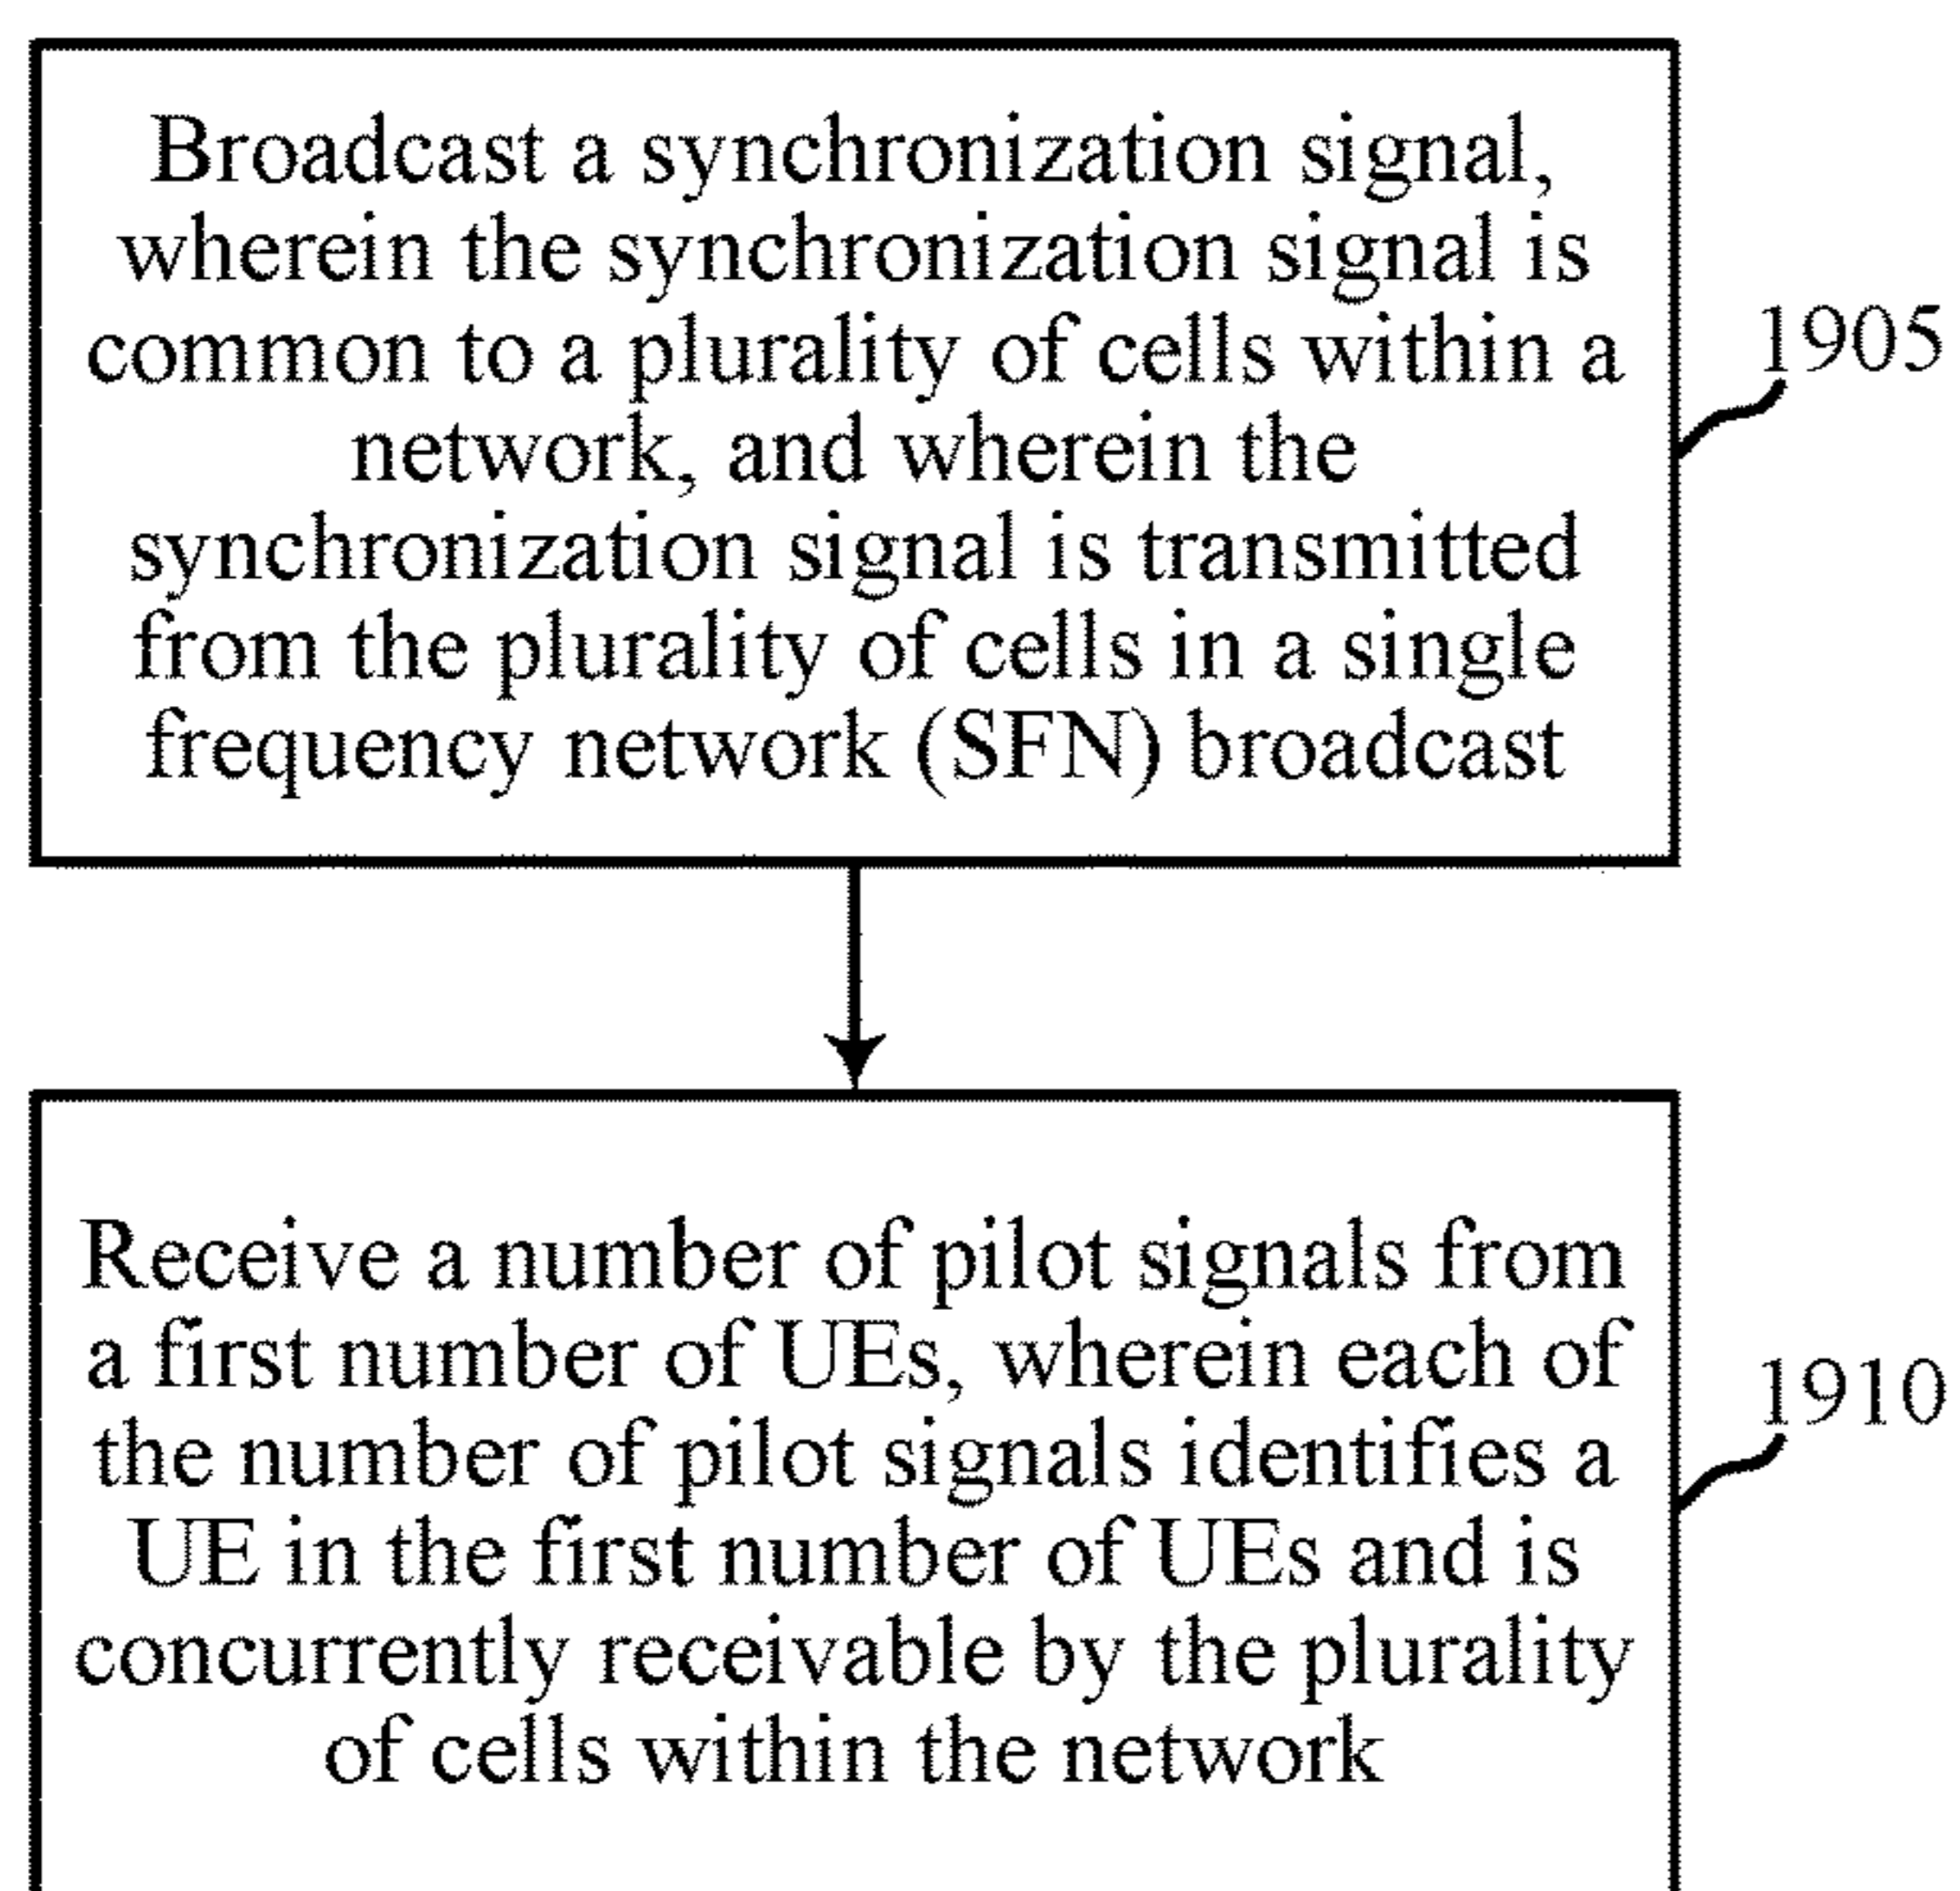 Broadcast a synchronization signal,
wherein the synchronization signal is
common to a plurality of cells within a
network, and wherein the
synchronization signal is transmitted
from the plurality of cells in a single
frequency network (SFN) broadcast
1905
Receive a number of pilot signals from
a first number of UEs, wherein each of
the number of pilot signals identifies a
UE in the first number of UEs and is
concurrently receivable by the plurality
of cells within the network
1910